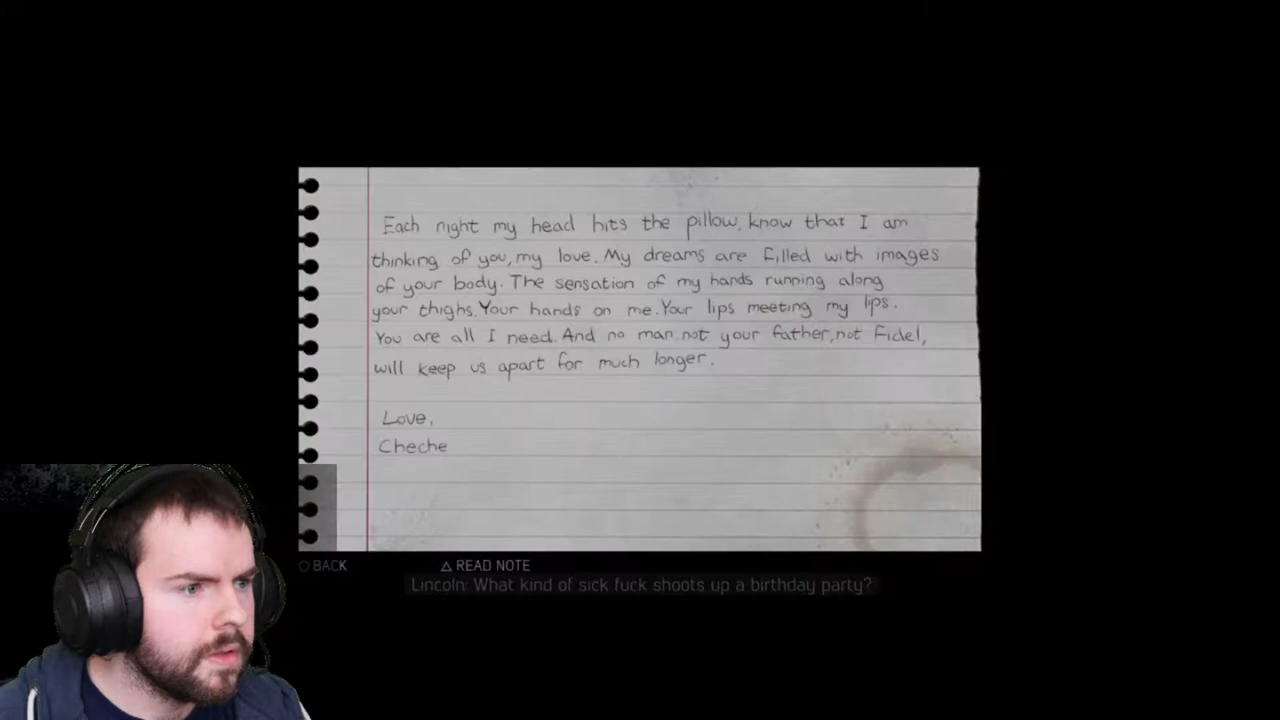 Each night my head hits the pillow, know that I am
thinking of you, my love. My dreams are filled with images
of your body. The sensation of my hands running along
your thighs. Your hands on me. Your lips meeting my lips.
You are all I need. And no man, not your father, not Fidel,
will keep us apart for much longer.
Love,
Cheche
BACK
READ NOTE
Lincoln: What kind of sick fuck shoots up a birthday party?